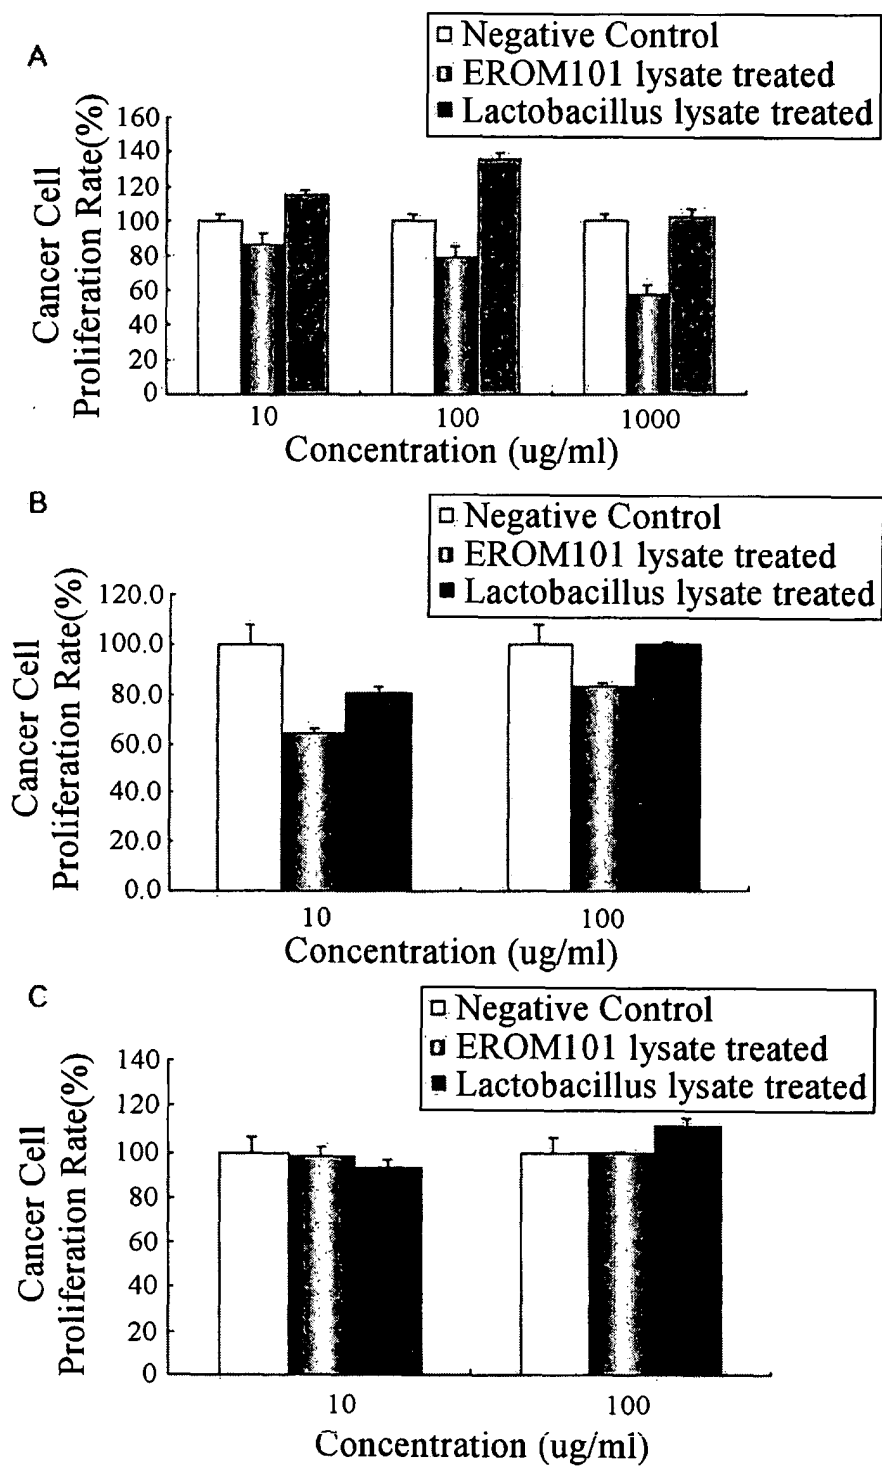 A
Negative Control
EROM101 lysate treated
Lactobacillus lysate treated
Cancer Cell
Proliferation Rate(%)
160
140
120
100
80
60
40
20
0
10 100 1000
Concentration (ug/ml)
B
Negative Control
EROM101 lysate treated
Lactobacillus lysate treated
Cancer Cell
Proliferation Rate(%)
120.0
100.0
80.0
60.0
40.0
20.0
0.0
10 100
Concentration (ug/ml)
C
Negative Control
EROM101 lysate treated
Lactobacillus lysate treated
Cancer Cell
Proliferation Rate(%)
140
120
100
80
60
40
20
0
10 100
Concentration (ug/ml)